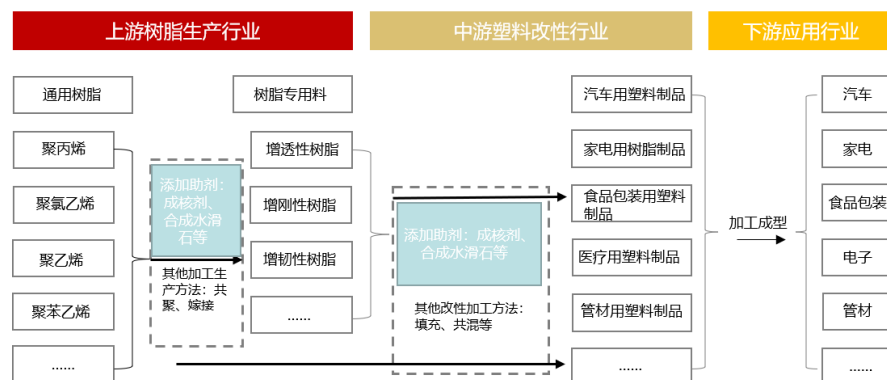 上游树脂生产行业
中游塑料改性行业
下游应用行业
通用树脂
聚丙烯
聚氯乙烯
聚乙烯
聚苯乙烯
......
添加助剂：
成核剂、
合成水滑
石等
其他加工生
产方法：共
聚、嫁接
树脂专用料
增透性树脂
增刚性树脂
增韧性树脂
......
添加助剂：成核剂、
合成水滑石等
其他改性加工方法：
填充、共混等
汽车用塑料制品
家电用树脂制品
食品包装用塑料
制品
医疗用塑料制品
管材用塑料制品
......
加工成型
汽车
家电
食品包装
电子
管材
......